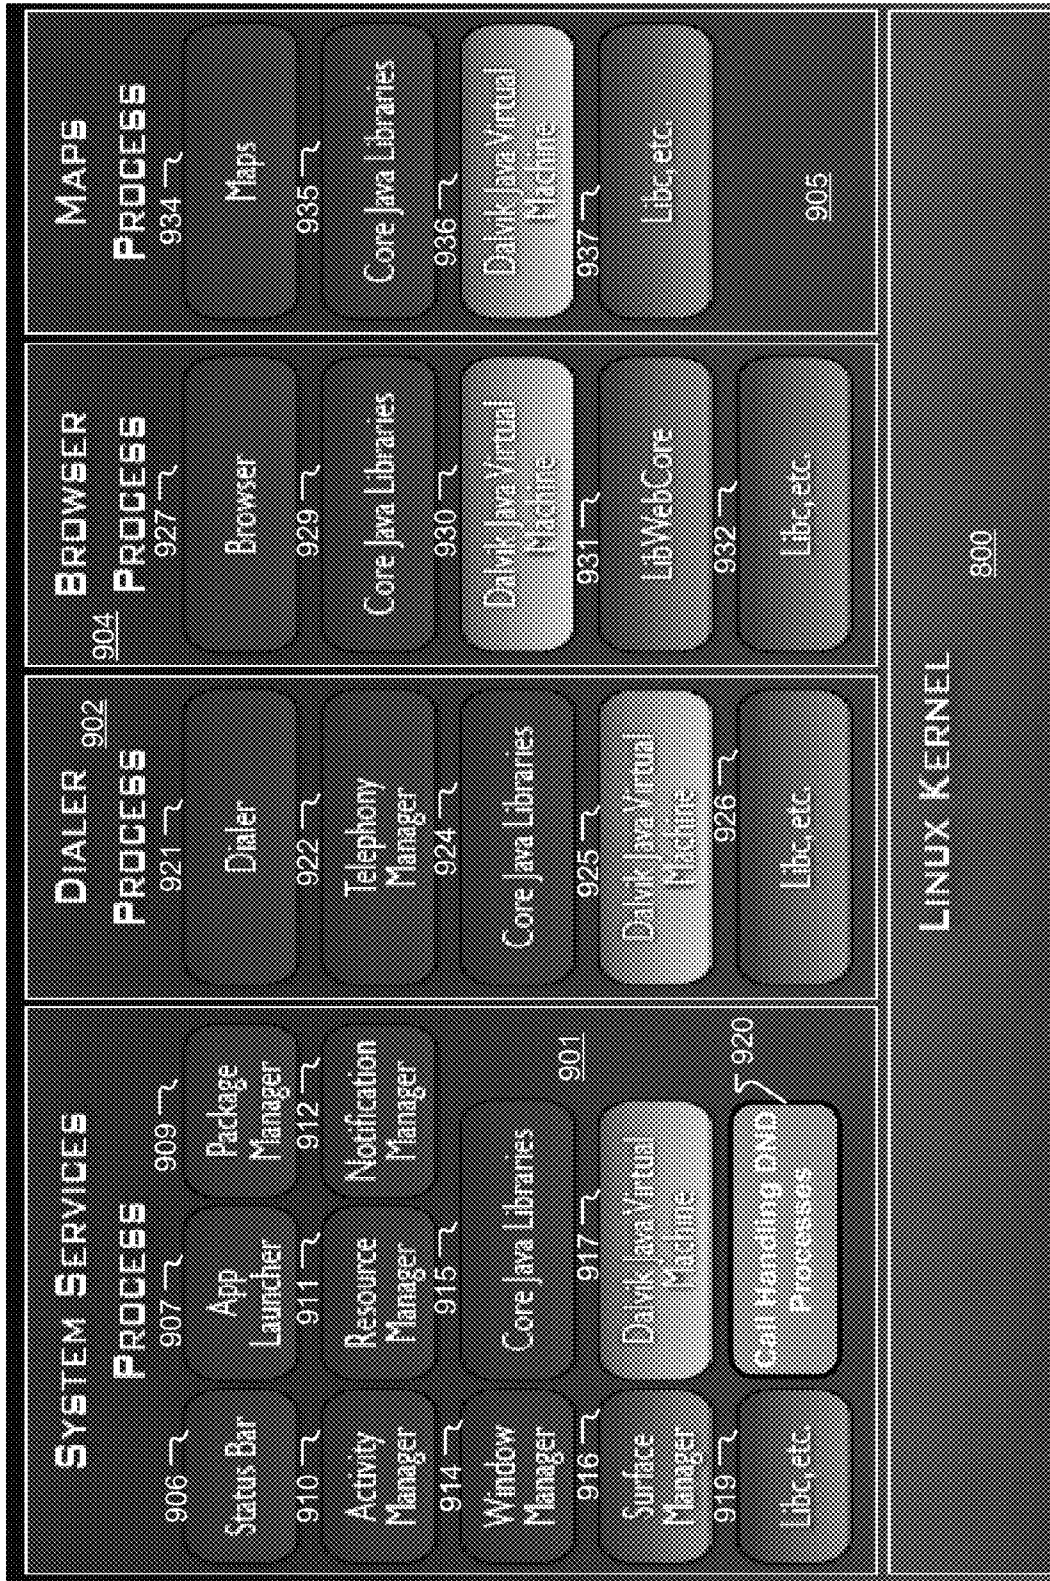 SYSTEM SERVICES
PROCESS
906
907
909
Status Bar
App
Launcher
Package
Manager
910
911
912
Activity
Manager
Resource
Manager
Notification
Manager
914
915
Window
Manager
Core Java Libraries
901
916
917
Surface
Manager
Dalvik Java Virtual
Machine
919
920
Libc, etc.
Call Handing DND
Processes
DIALER
902
PROCESS
921
Dialer
922
Telephony
Manager
924
Core Java Libraries
925
Dalvik Java Virtual
Machine
926
Libc, etc.
BROWSER
904
PROCESS
927
Browser
929
Core Java Libraries
930
Dalvik Java Virtual
Machine
931
LibWebCore
932
Libc, etc.
MAPS
PROCESS
934
Maps
935
Core Java Libraries
936
Dalvik Java Virtual
Machine
937
Libc, etc.
905
LINUX KERNEL
800